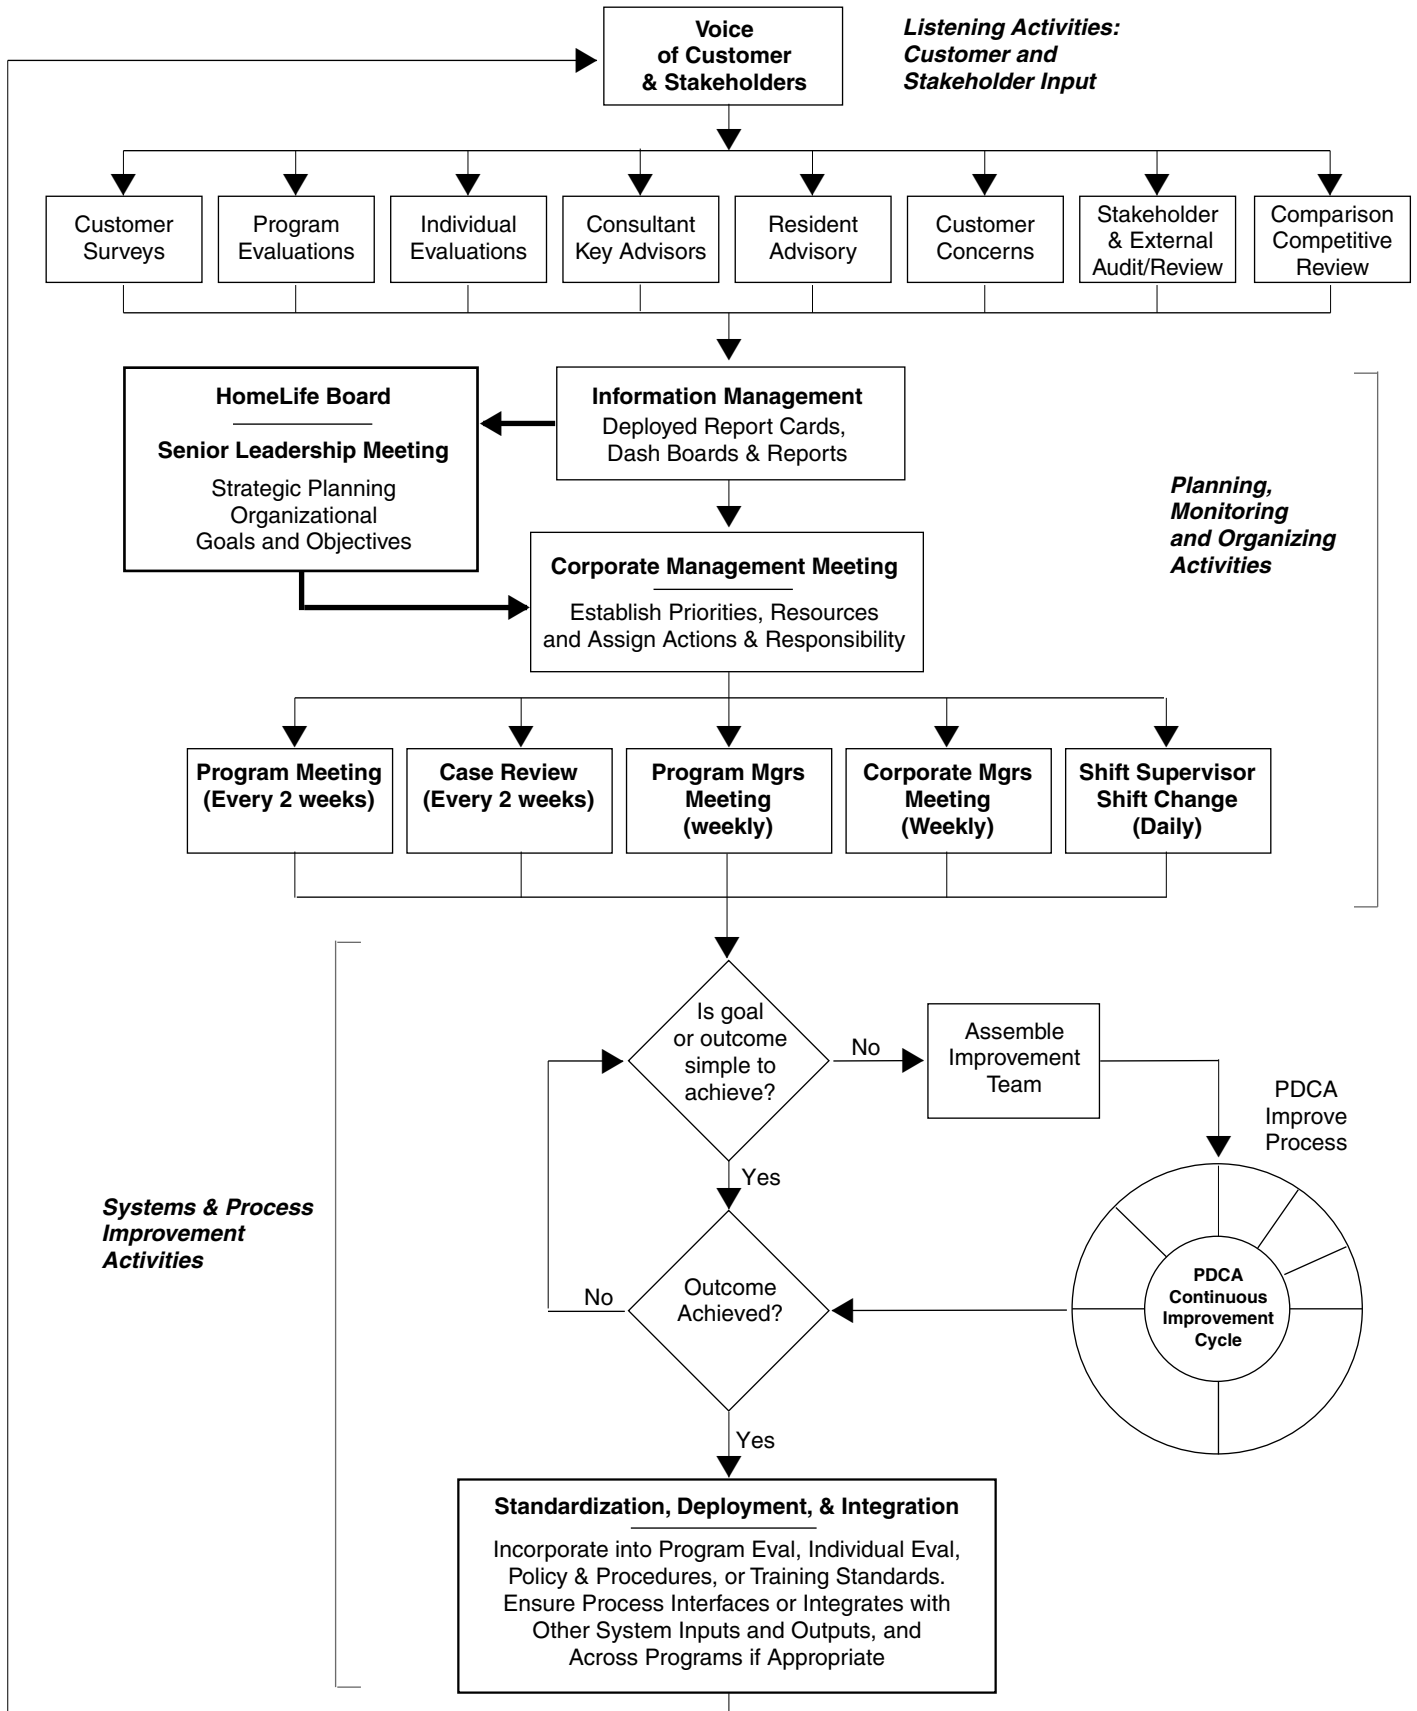 Voice
of Customer
& Stakeholders
Listening Activities:
Customer and
Stakeholder Input
Customer
Surveys
Program
Evaluations
Individual
Evaluations
Consultant
Key Advisors
Resident
Advisory
Customer
Concerns
Stakeholder
& External
Audit/Review
Comparison
Competitive
Review
HomeLife Board
Senior Leadership Meeting
Strategic Planning
Organizational
Goals and Objectives
Information Management
Deployed Report Cards,
Dash Boards & Reports
Planning,
Monitoring
and Organizing
Activities
Corporate Management Meeting
Establish Priorities, Resources
and Assign Actions & Responsibility
Program Meeting
(Every 2 weeks)
Case Review
(Every 2 weeks)
Program Mgrs
Meeting
(weekly)
Corporate Mgrs
Meeting
(Weekly)
Shift Supervisor
Shift Change
(Daily)
Is goal
or outcome
simple to
achieve?
No
Assemble
Improvement
Team
PDCA
Improve
Process
Yes
Systems & Process
Improvement
Activities
PDCA
Continuous
Improvement
Cycle
Outcome
Achieved?
No
Yes
Standardization, Deployment, & Integration
Incorporate into Program Eval, Individual Eval,
Policy & Procedures, or Training Standards.
Ensure Process Interfaces or Integrates with
Other System Inputs and Outputs, and
Across Programs if Appropriate